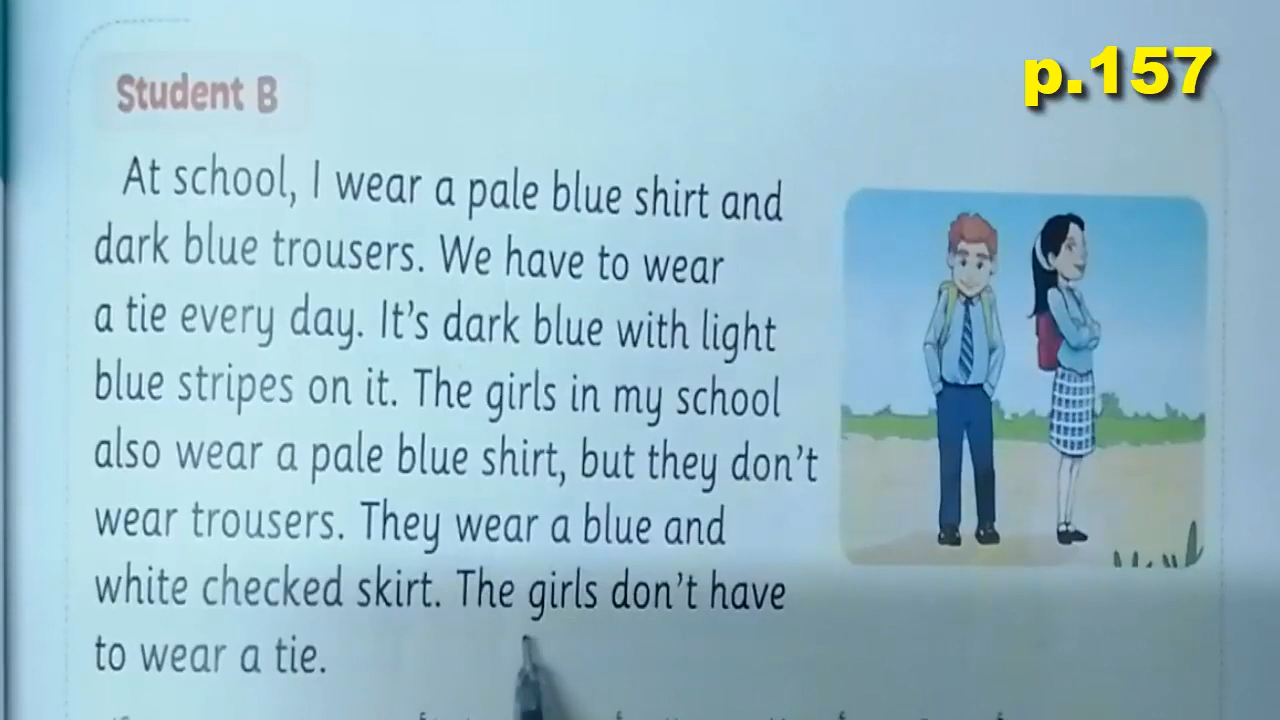 p.157
Student B
At school, I wear a pale blue shirt and
dark blue trousers. We have to wear
a tie every day. It's dark blue with light
blue stripes on it. The girls in my school
also wear a pale blue shirt, but they don't
wear trousers. They wear a blue and
white checked skirt. The girls don't have
to wear a tie.